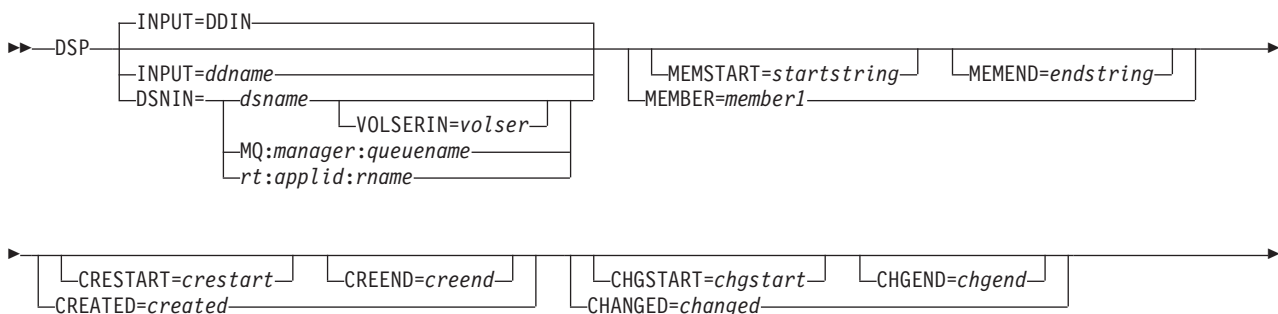 INPUT=DDIN
DSP
INPUT=ddname
MEMSTART=startstring MEMEND=endstring
DSNIN= dsname MEMBER=member1
VOLSERIN=volser
MQ:manager:queuename
rt:applid:rname
CRESTART=crestart CREEND=creend CHGSTART=chgstart CHGEND=chgend
CREATED=created CHANGED=changed